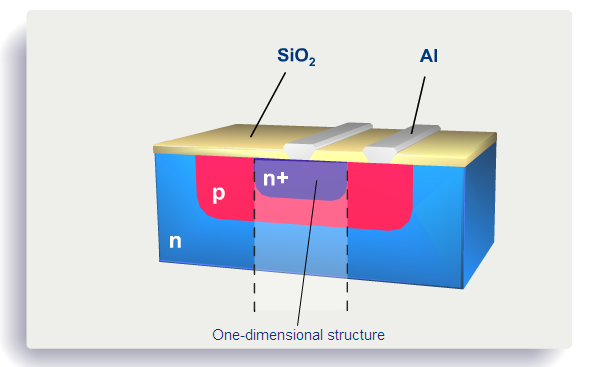 SiO₂
Al
n+
p
n
One-dimensional structure